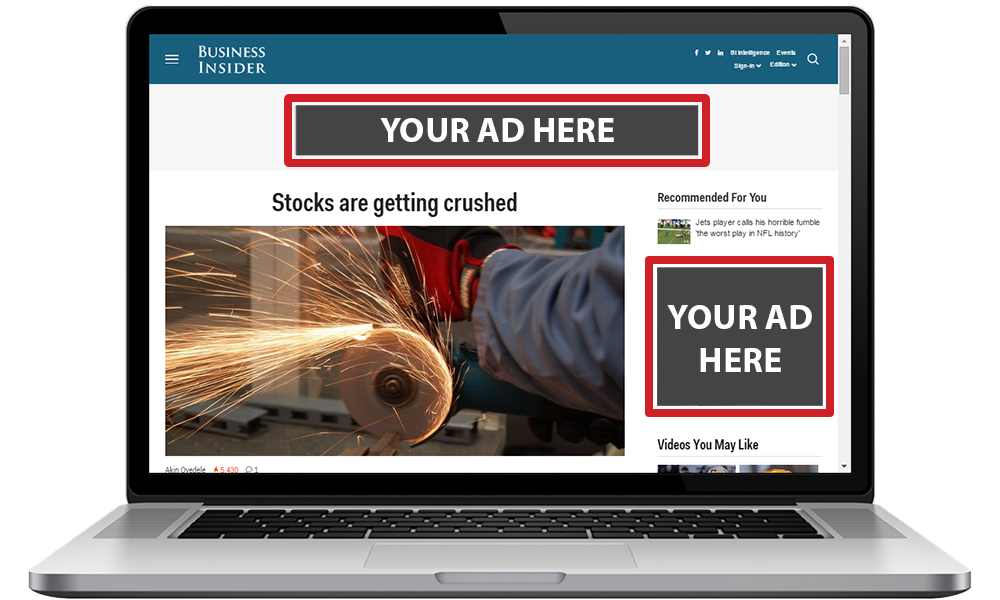 BUSINESS
INSIDER
BI Intelligence Events
Sign-in Edition
YOUR AD HERE
Stocks are getting crushed
Akin Oyedele 5,430 1
Recommended For You
Jets player calls his horrible fumble
'the worst play in NFL history'
YOUR AD
HERE
Videos You May Like